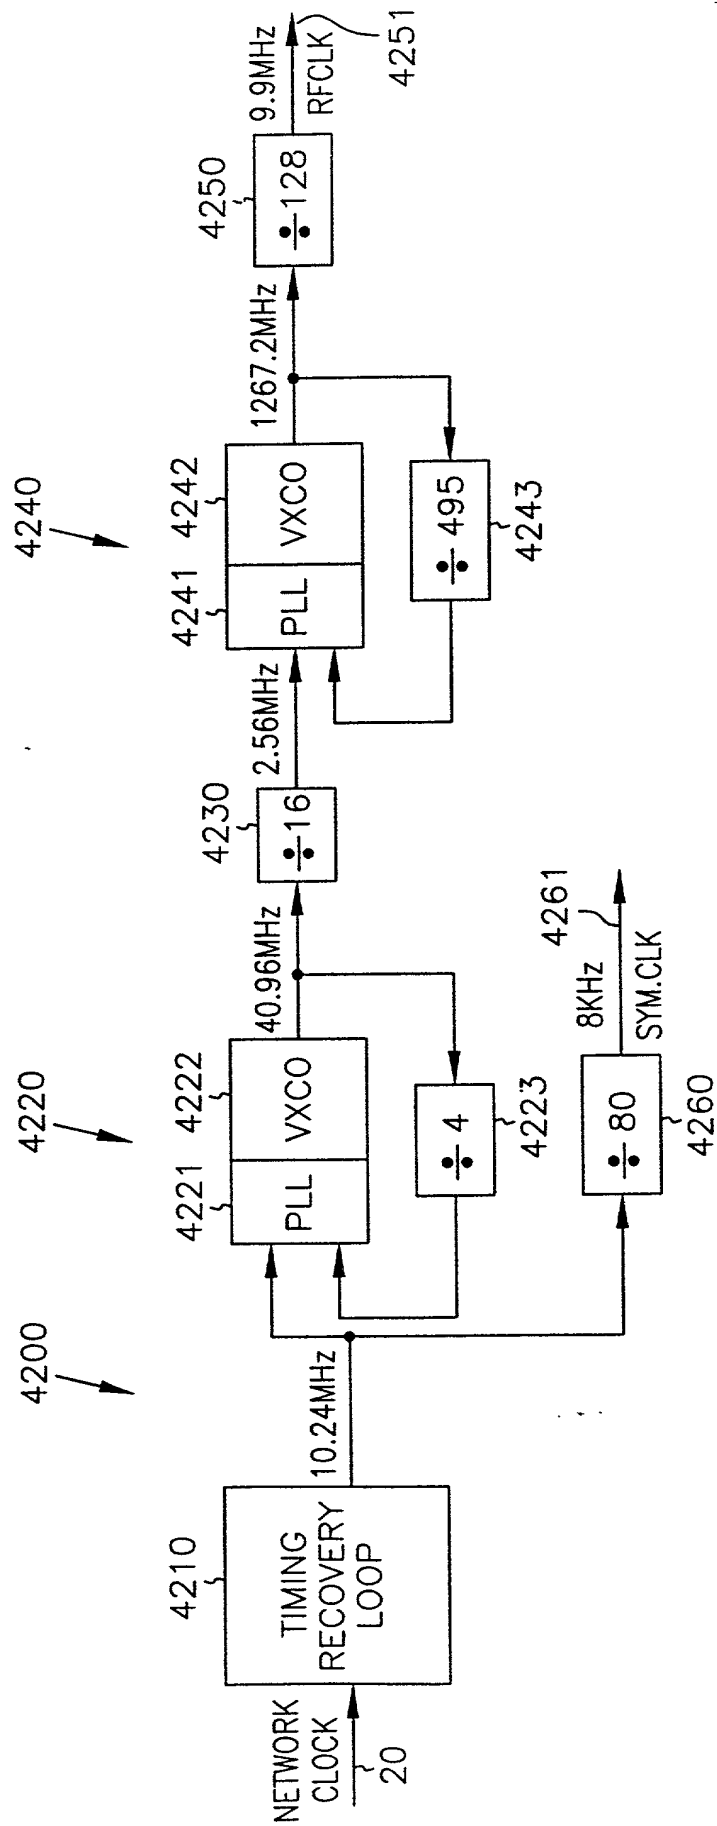 4200
4220
4240
4210
TIMING
RECOVERY
LOOP
NETWORK
CLOCK
20
10.24MHz
4221
4222
PLL
VXCO
40.96MHz
÷ 4
4223
4230
÷16
2.56MHz
4241
4242
PLL
VXCO
1267.2MHz
÷ 495
4243
4250
÷128
9.9MHz
RFCLK
4251
÷ 80
4260
8KHz
SYM.CLK
4261